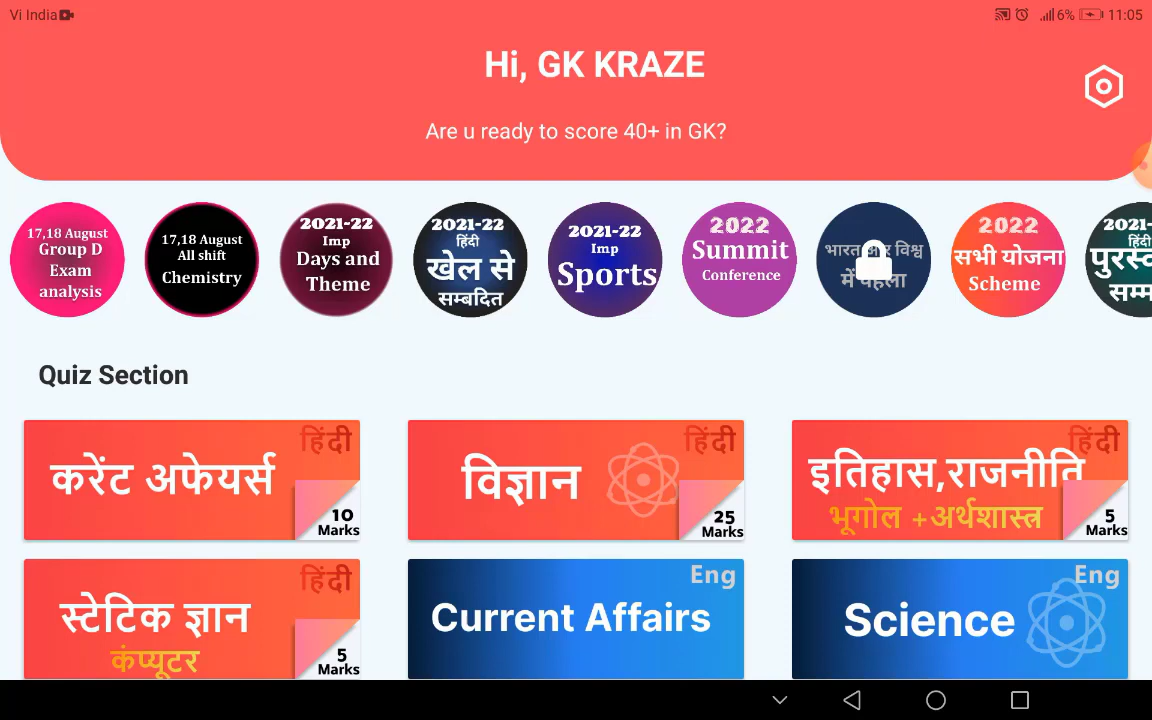 Vi India
6% 11:05
Hi, GK KRAZE
Are u ready to score 40+ in GK?
17,18 August
Group D
Exam
analysis
17,18 August
All shift
Chemistry
2021-22
Imp
Days and
Theme
2021-22
हिंदी
खेल से
सम्बदित
2021-22
Imp
Sports
2022
Summit
Conference
भारत और विश्व
में पहला
2022
सभी योजना
Scheme
2021-
हिंदी
Quiz Section
हिंदी
करेंट अफेयर्स
10
Marks
हिंदी
विज्ञान
25
Marks
हिंदी
इतिहास,राजनीति
भूगोल +अर्थशास्त्र
5
Marks
हिंदी
स्टेटिक ज्ञान
कंप्यूटर
5
Marks
Eng
Current Affairs
Eng
Science